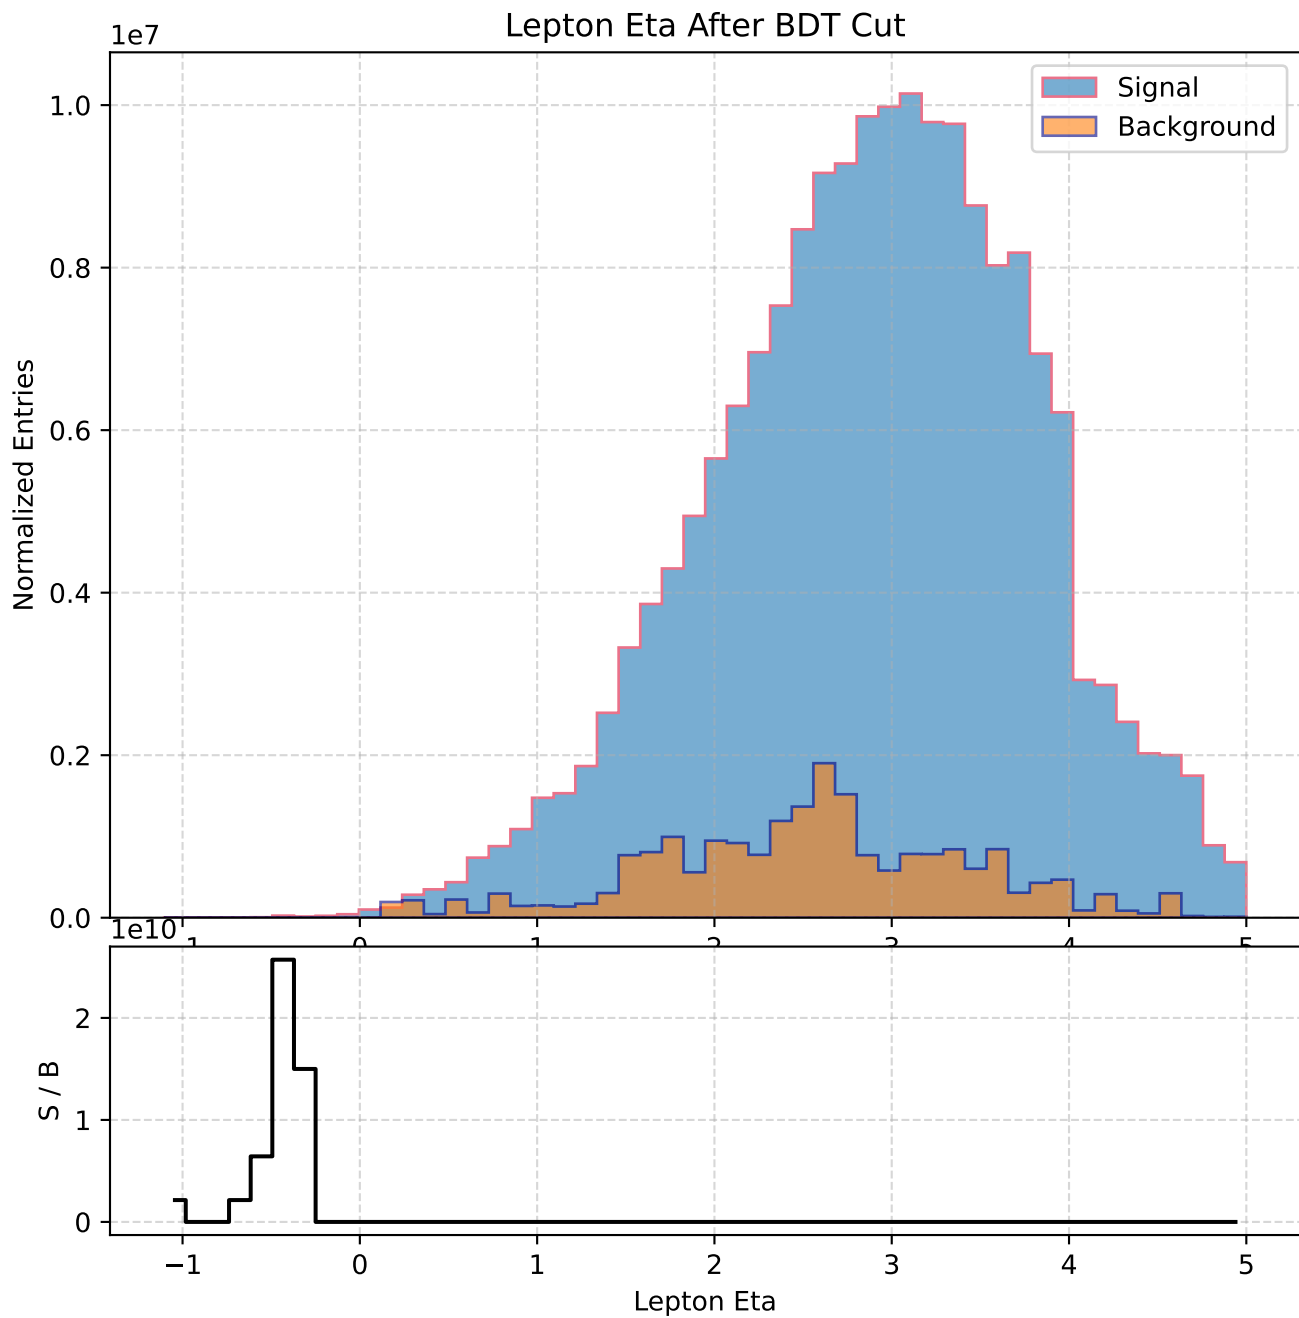 Lepton Eta After BDT Cut
1e7
Signal
Background
1.0
0.8
0.6
0.4
0.2
0.0
Normalized Entries
1e10
−1 0 1 2 3 4 5
2
1
0
S / B
−1 0 1 2 3 4 5
Lepton Eta